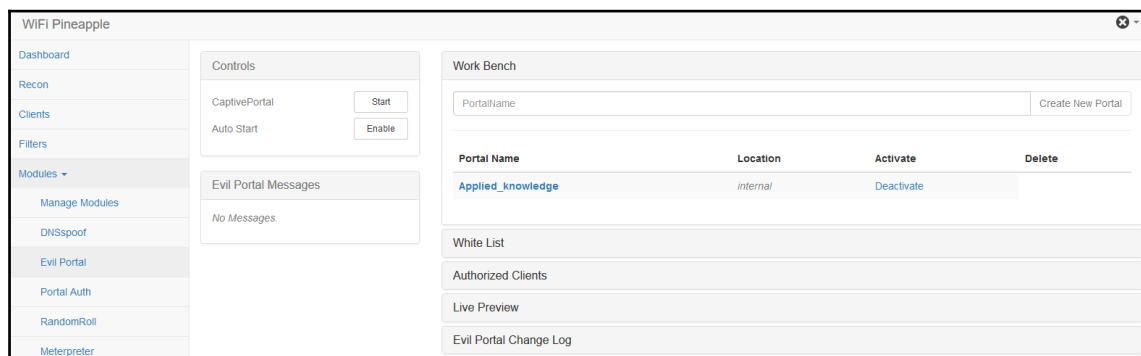 WiFi Pineapple
Dashboard
Recon
Clients
Filters
Modules
Manage Modules
DNSspoof
Evil Portal
Portal Auth
RandomRoll
Meterpreter
Controls
CaptivePortal Start
Auto Start Enable
Evil Portal Messages
No Messages.
Work Bench
PortalName Create New Portal
Portal Name Location Activate Delete
Applied_knowledge internal Deactivate
White List
Authorized Clients
Live Preview
Evil Portal Change Log